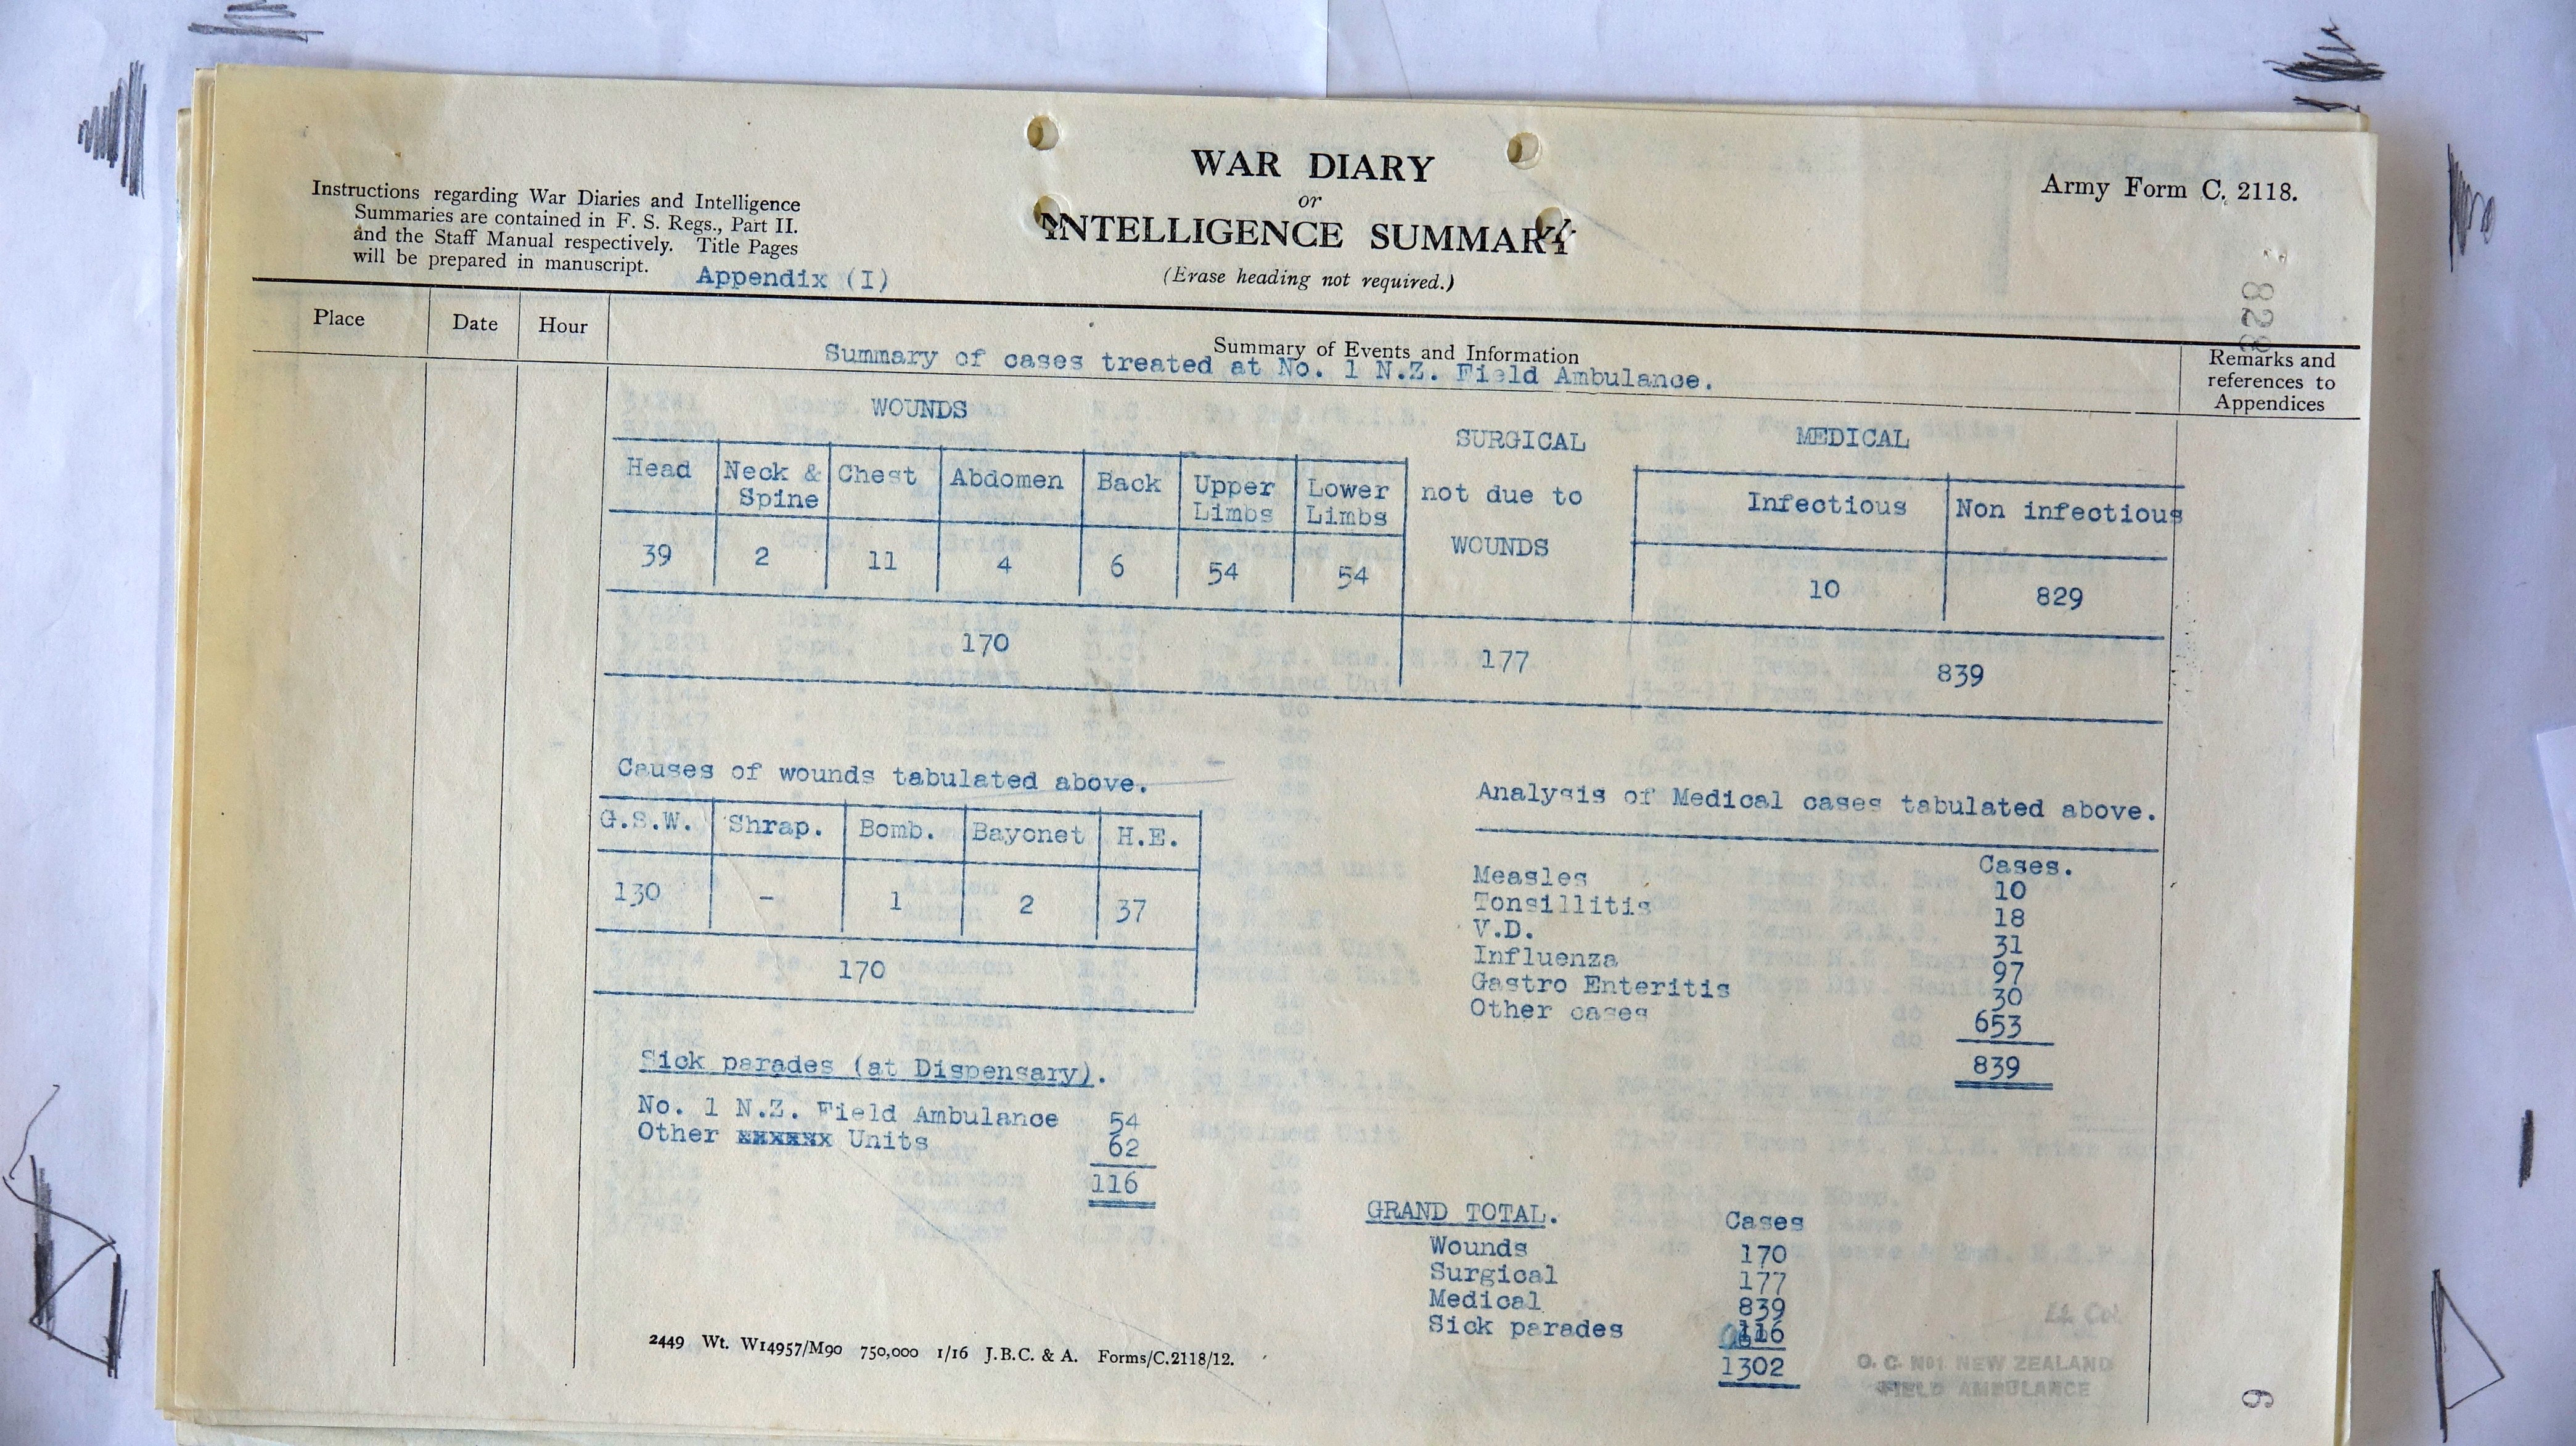 WAR DIARY
or
INTELLIGENCE SUMMARY
(Erase heading not required.)
Army Form C. 2118.
Instructions regarding War Diaries and Intelligence
Summaries are contained in F. S. Regs., Part II.
and the Staff Manual respectively. Title Pages
will be prepared in manuscript.
Appendix (I)
828
Place Date Hour Summary of Events and Information Remarks and references to Appendices
Summary of cases treated at No. 1 N.Z. Field Ambulance.
WOUNDS SURGICAL MEDICAL
Head Neck & Spine Chest Abdomen Back Upper Limbs Lower Limbs not due to Infectious Non infectious
WOUNDS
39 2 11 4 6 54 54 10 829
170 177 839
Causes of wounds tabulated above.
G.S.W. Shrap. Bomb. Bayonet H.E.
130 - 1 2 37
170
Analysis of Medical cases tabulated above.
Cases.
Measles 10
Tonsillitis 18
V.D. 31
Influenza 97
Gastro Enteritis 30
Other cases 653
839
Sick parades (at Dispensary).
No. 1 N.Z. Field Ambulance 54
Other xxxxxx Units 62
116
GRAND TOTAL. Cases
Wounds 170
Surgical 177
Medical 839
Sick parades 116
1302
2449 Wt. W14957/M90 750,000 1/16 J.B.C. & A. Forms/C.2118/12.
Lt Col
O. C. No1 NEW ZEALAND
FIELD AMBULANCE
6